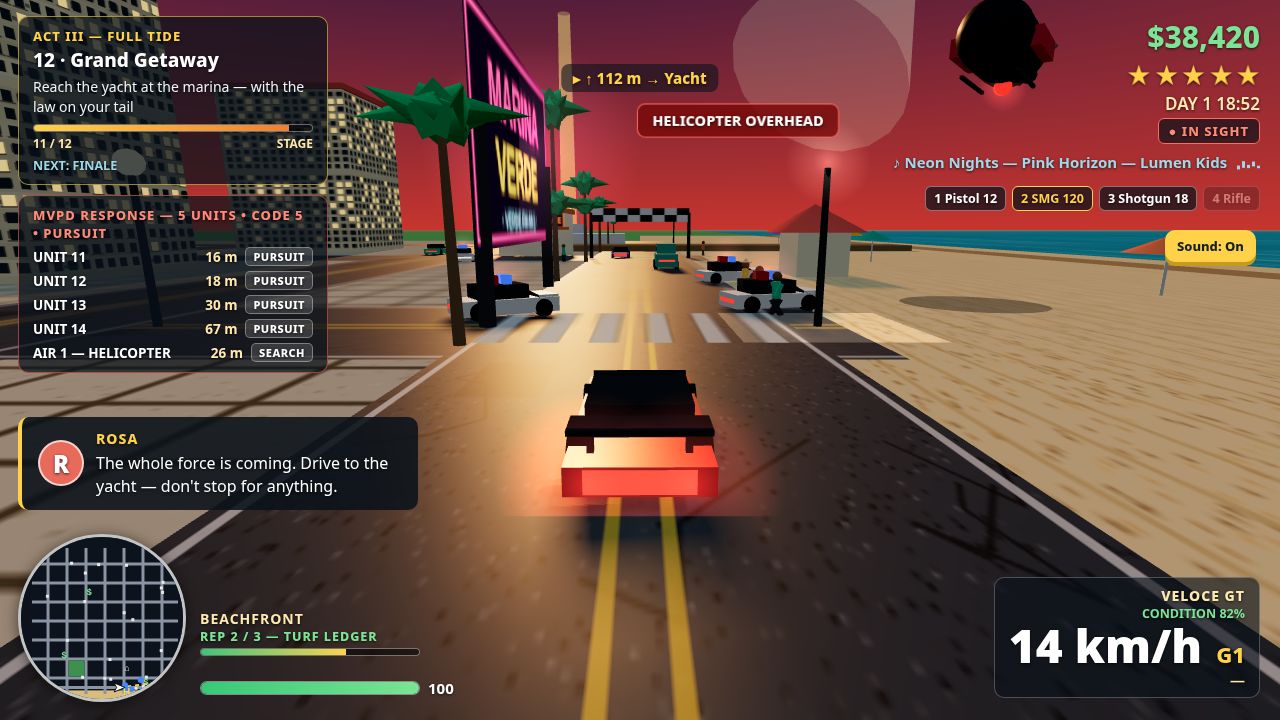 ACT III — FULL TIDE
12 · Grand Getaway
Reach the yacht at the marina — with the
law on your tail
11 / 12 STAGE
NEXT: FINALE
MVPD RESPONSE — 5 UNITS • CODE 5
• PURSUIT
UNIT 11 16 m PURSUIT
UNIT 12 18 m PURSUIT
UNIT 13 30 m PURSUIT
UNIT 14 67 m PURSUIT
AIR 1 — HELICOPTER 26 m SEARCH
MARINA
VERDE
▸ ↑ 112 m → Yacht
HELICOPTER OVERHEAD
$38,420
★★★★★
DAY 1 18:52
• IN SIGHT
♪ Neon Nights — Pink Horizon — Lumen Kids
1 Pistol 12 2 SMG 120 3 Shotgun 18 4 Rifle
Sound: On
R
ROSA
The whole force is coming. Drive to the
yacht — don't stop for anything.
$
$
BEACHFRONT
REP 2 / 3 — TURF LEDGER
100
VELOCE GT
CONDITION 82%
14 km/h G1
—